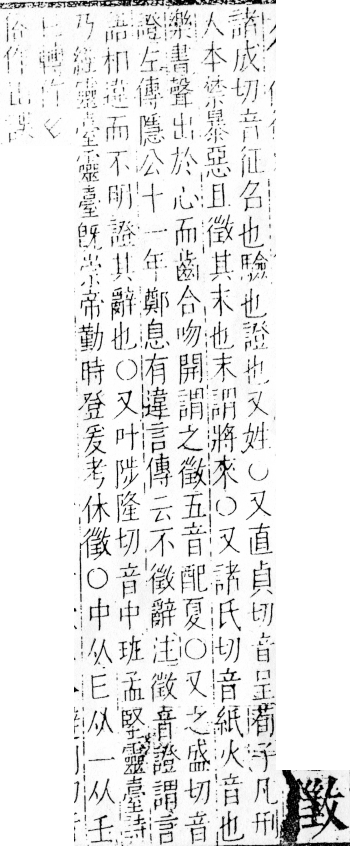 徵
諸成切音征召也驗也證也又姓○又直貞切音呈荀子凡刑
人本禁暴惡且徵其末也末謂將來○又諸氏切音紙火音也
樂書聲出於心而齒合吻開謂之徵五音配夏○又之盛切音
證左傳隱公十一年鄭息有違言傳云不徵辭注徵音證謂言
語相違而不明證其辭也○又叶陟隆切音中班孟堅靈臺詩
乃經靈臺靈臺旣崇帝勤時登爰考休徵○中从㠯从一从壬
俗作